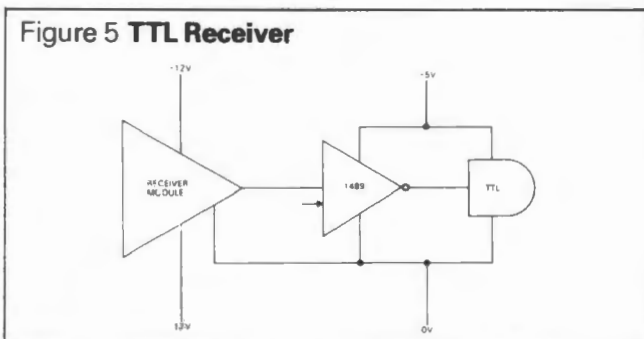 Figure 5 TTL Receiver
-12V
-5V
RECEIVER
MODULE
1489
TTL
12V
0V